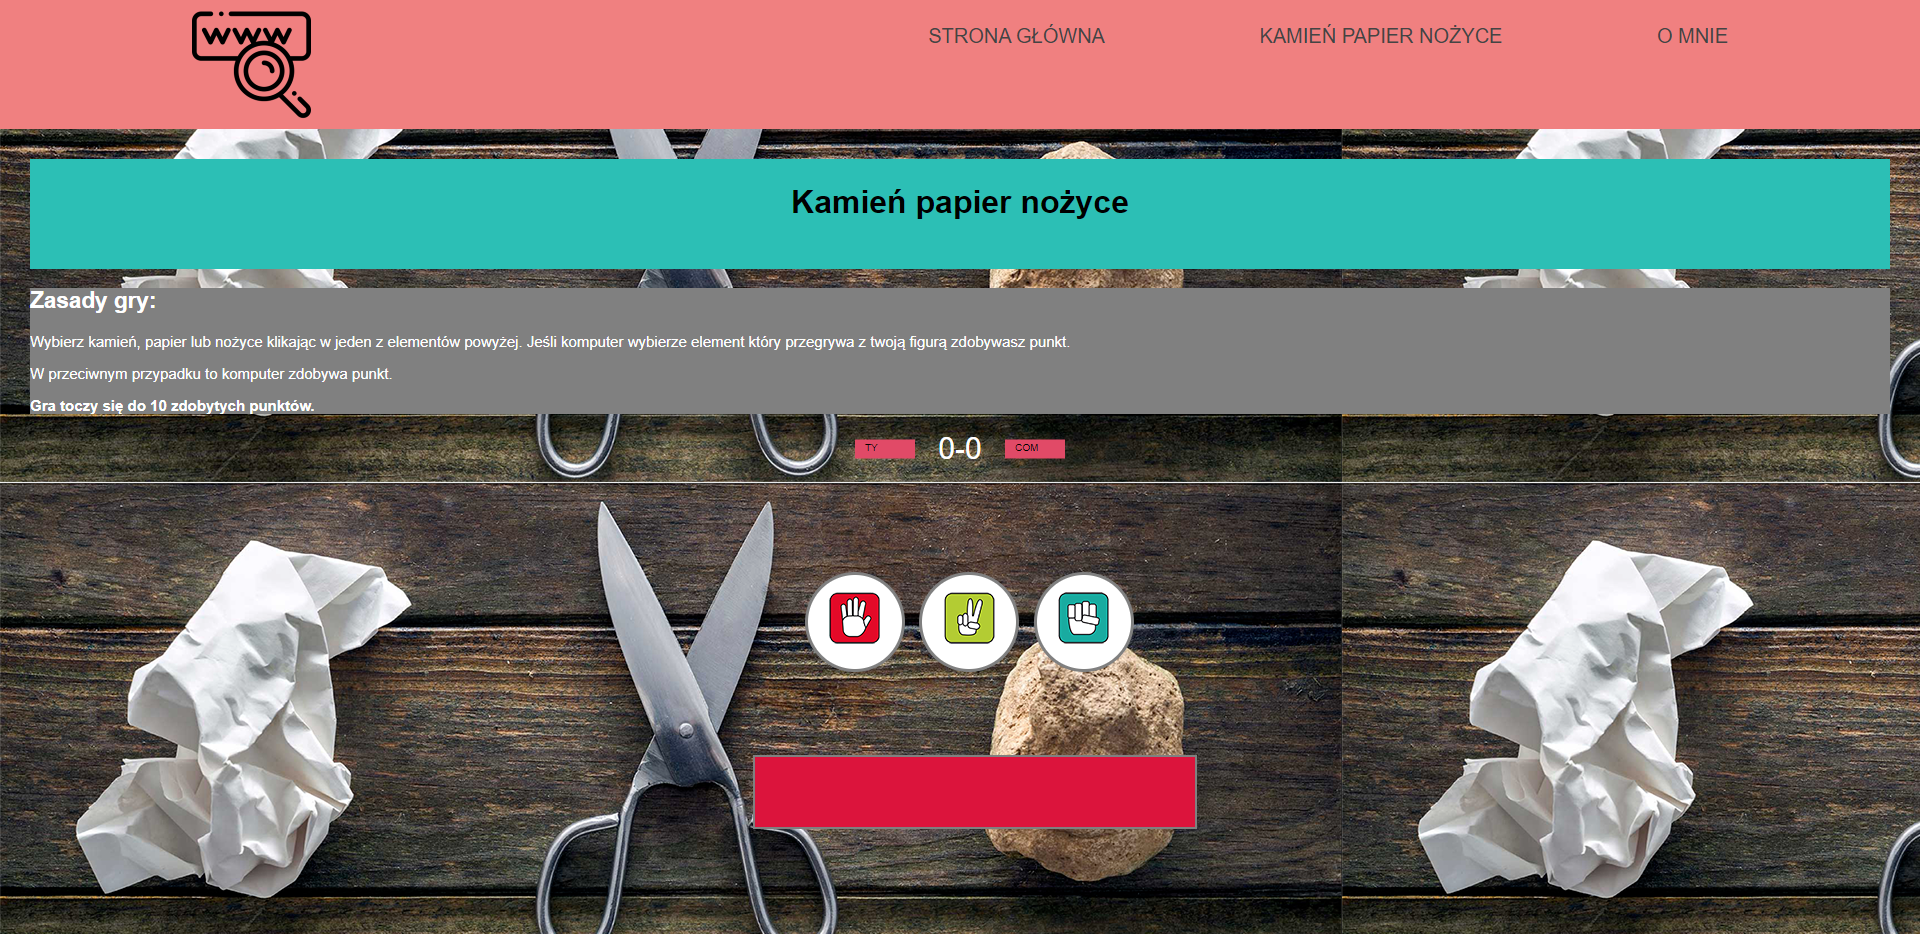 www
STRONA GŁÓWNA
KAMIEŃ PAPIER NOŻYCE
O MNIE
Kamień papier nożyce
Zasady gry:
Wybierz kamień, papier lub nożyce klikając w jeden z elementów powyżej. Jeśli komputer wybierze element który przegrywa z twoją figurą zdobywasz punkt.
W przeciwnym przypadku to komputer zdobywa punkt.
Gra toczy się do 10 zdobytych punktów.
TY
0-0
COM